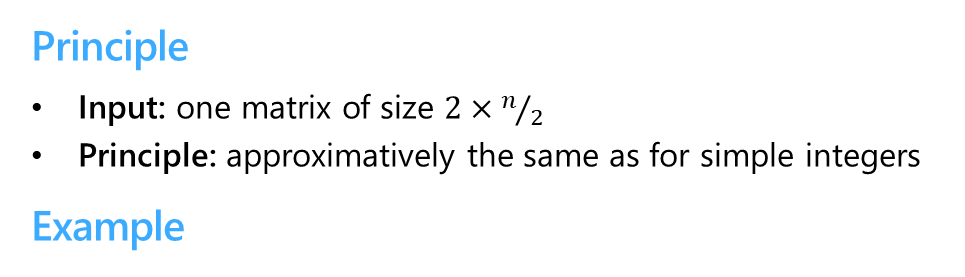 Principle
• Input: one matrix of size 2 × n/2
• Principle: approximatively the same as for simple integers
Example